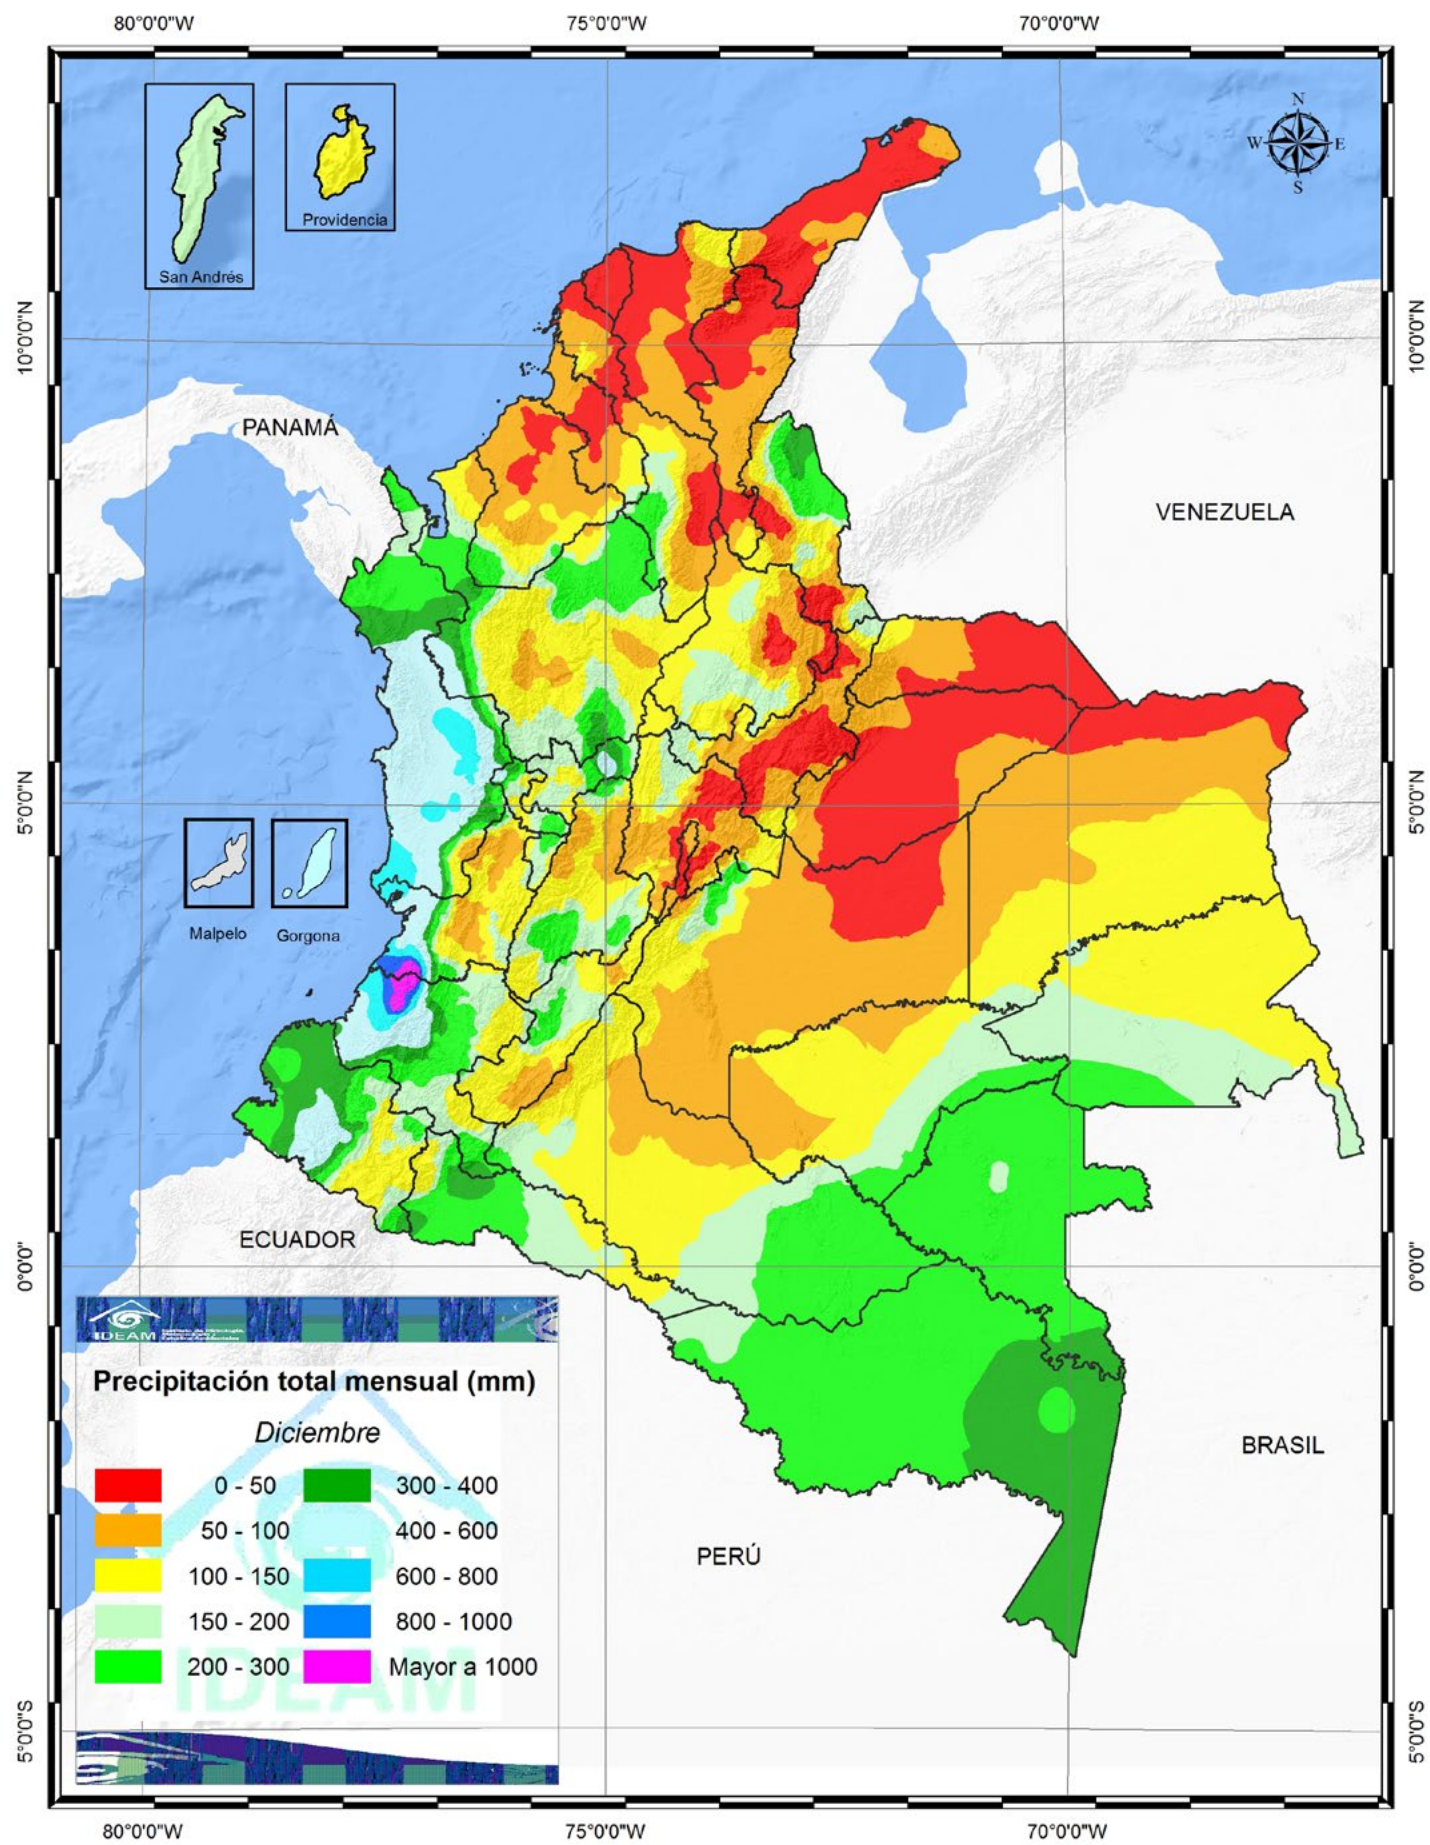 80°0'0"W 75°0'0"W 70°0'0"W
N
W E
S
Providencia
San Andrés
10°0'0"N 10°0'0"N
PANAMÁ
VENEZUELA
5°0'0"N 5°0'0"N
Malpelo Gorgona
ECUADOR
0°0'0" 0°0'0"
IDEAM
Precipitación total mensual (mm)
Diciembre
0 - 50 300 - 400
50 - 100 400 - 600
100 - 150 600 - 800
150 - 200 800 - 1000
200 - 300 Mayor a 1000
IDEAM
BRASIL
PERÚ
5°0'0"S 5°0'0"S
80°0'0"W 75°0'0"W 70°0'0"W